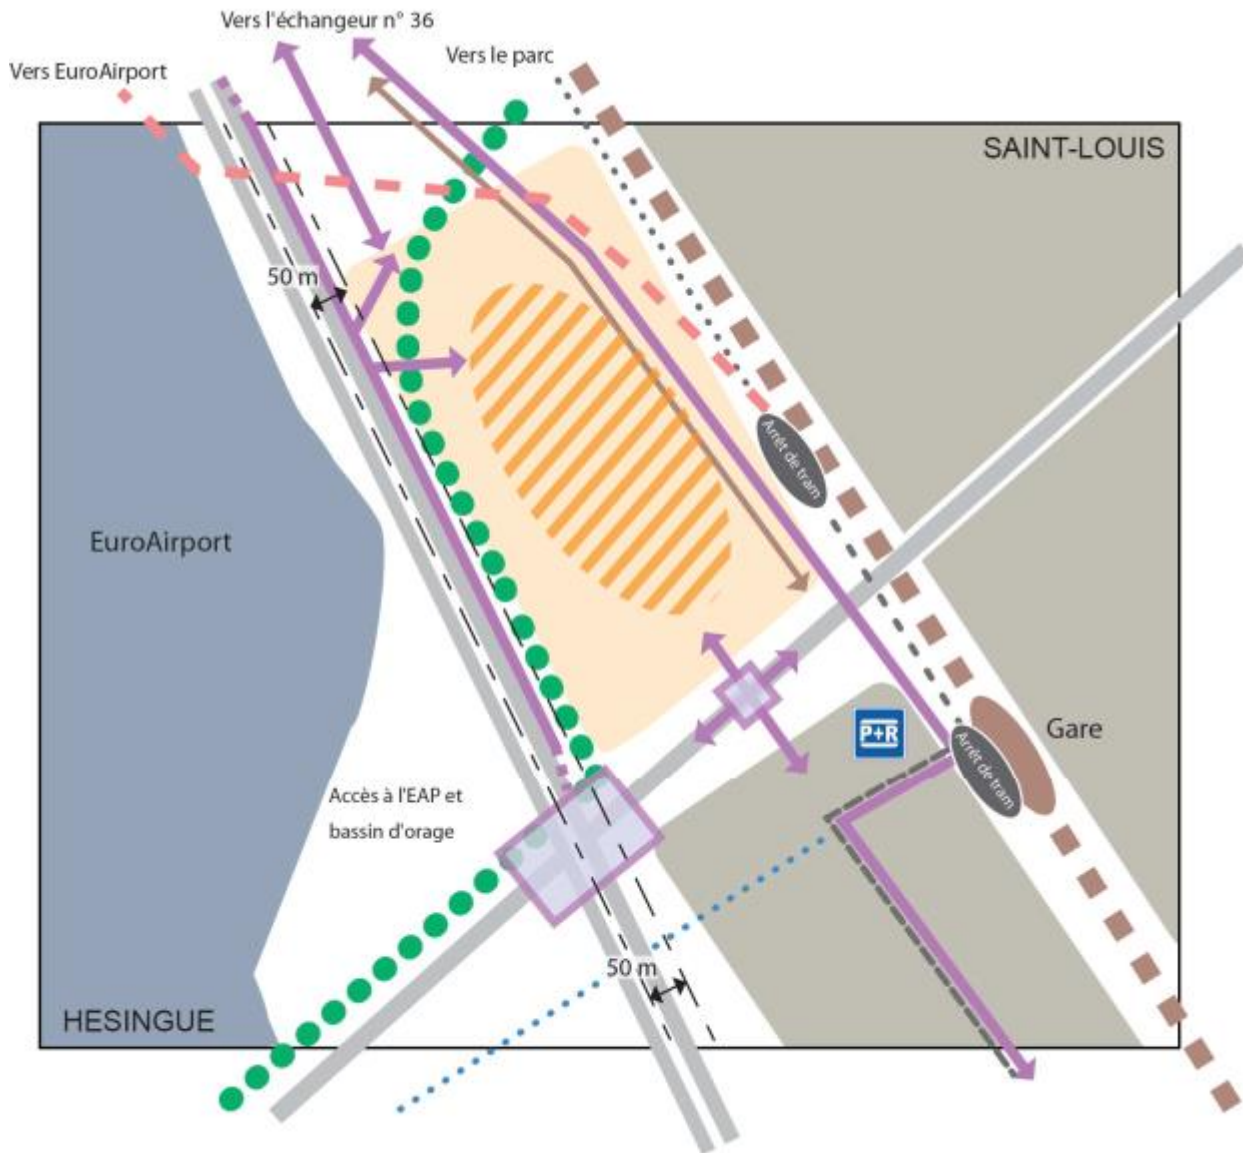 Vers l'échangeur n° 36
Vers le parc
Vers EuroAirport
SAINT-LOUIS
50 m
Arrêt de tram
EuroAirport
P+R
Gare
Arrêt de tram
Accès à l'EAP et
bassin d'orage
50 m
HESINGUE